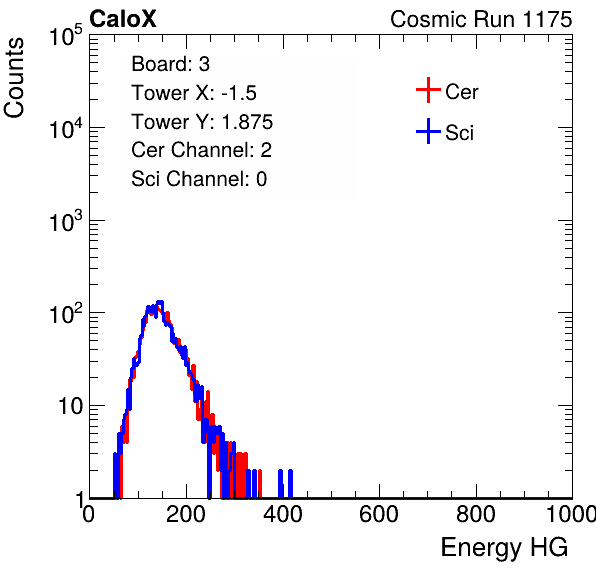 CaloX Cosmic Run 1175
Counts
10^5
10^4
10^3
10^2
10
1
Board: 3
Tower X: -1.5
Tower Y: 1.875
Cer Channel: 2
Sci Channel: 0
Cer
Sci
0 200 400 600 800 1000
Energy HG